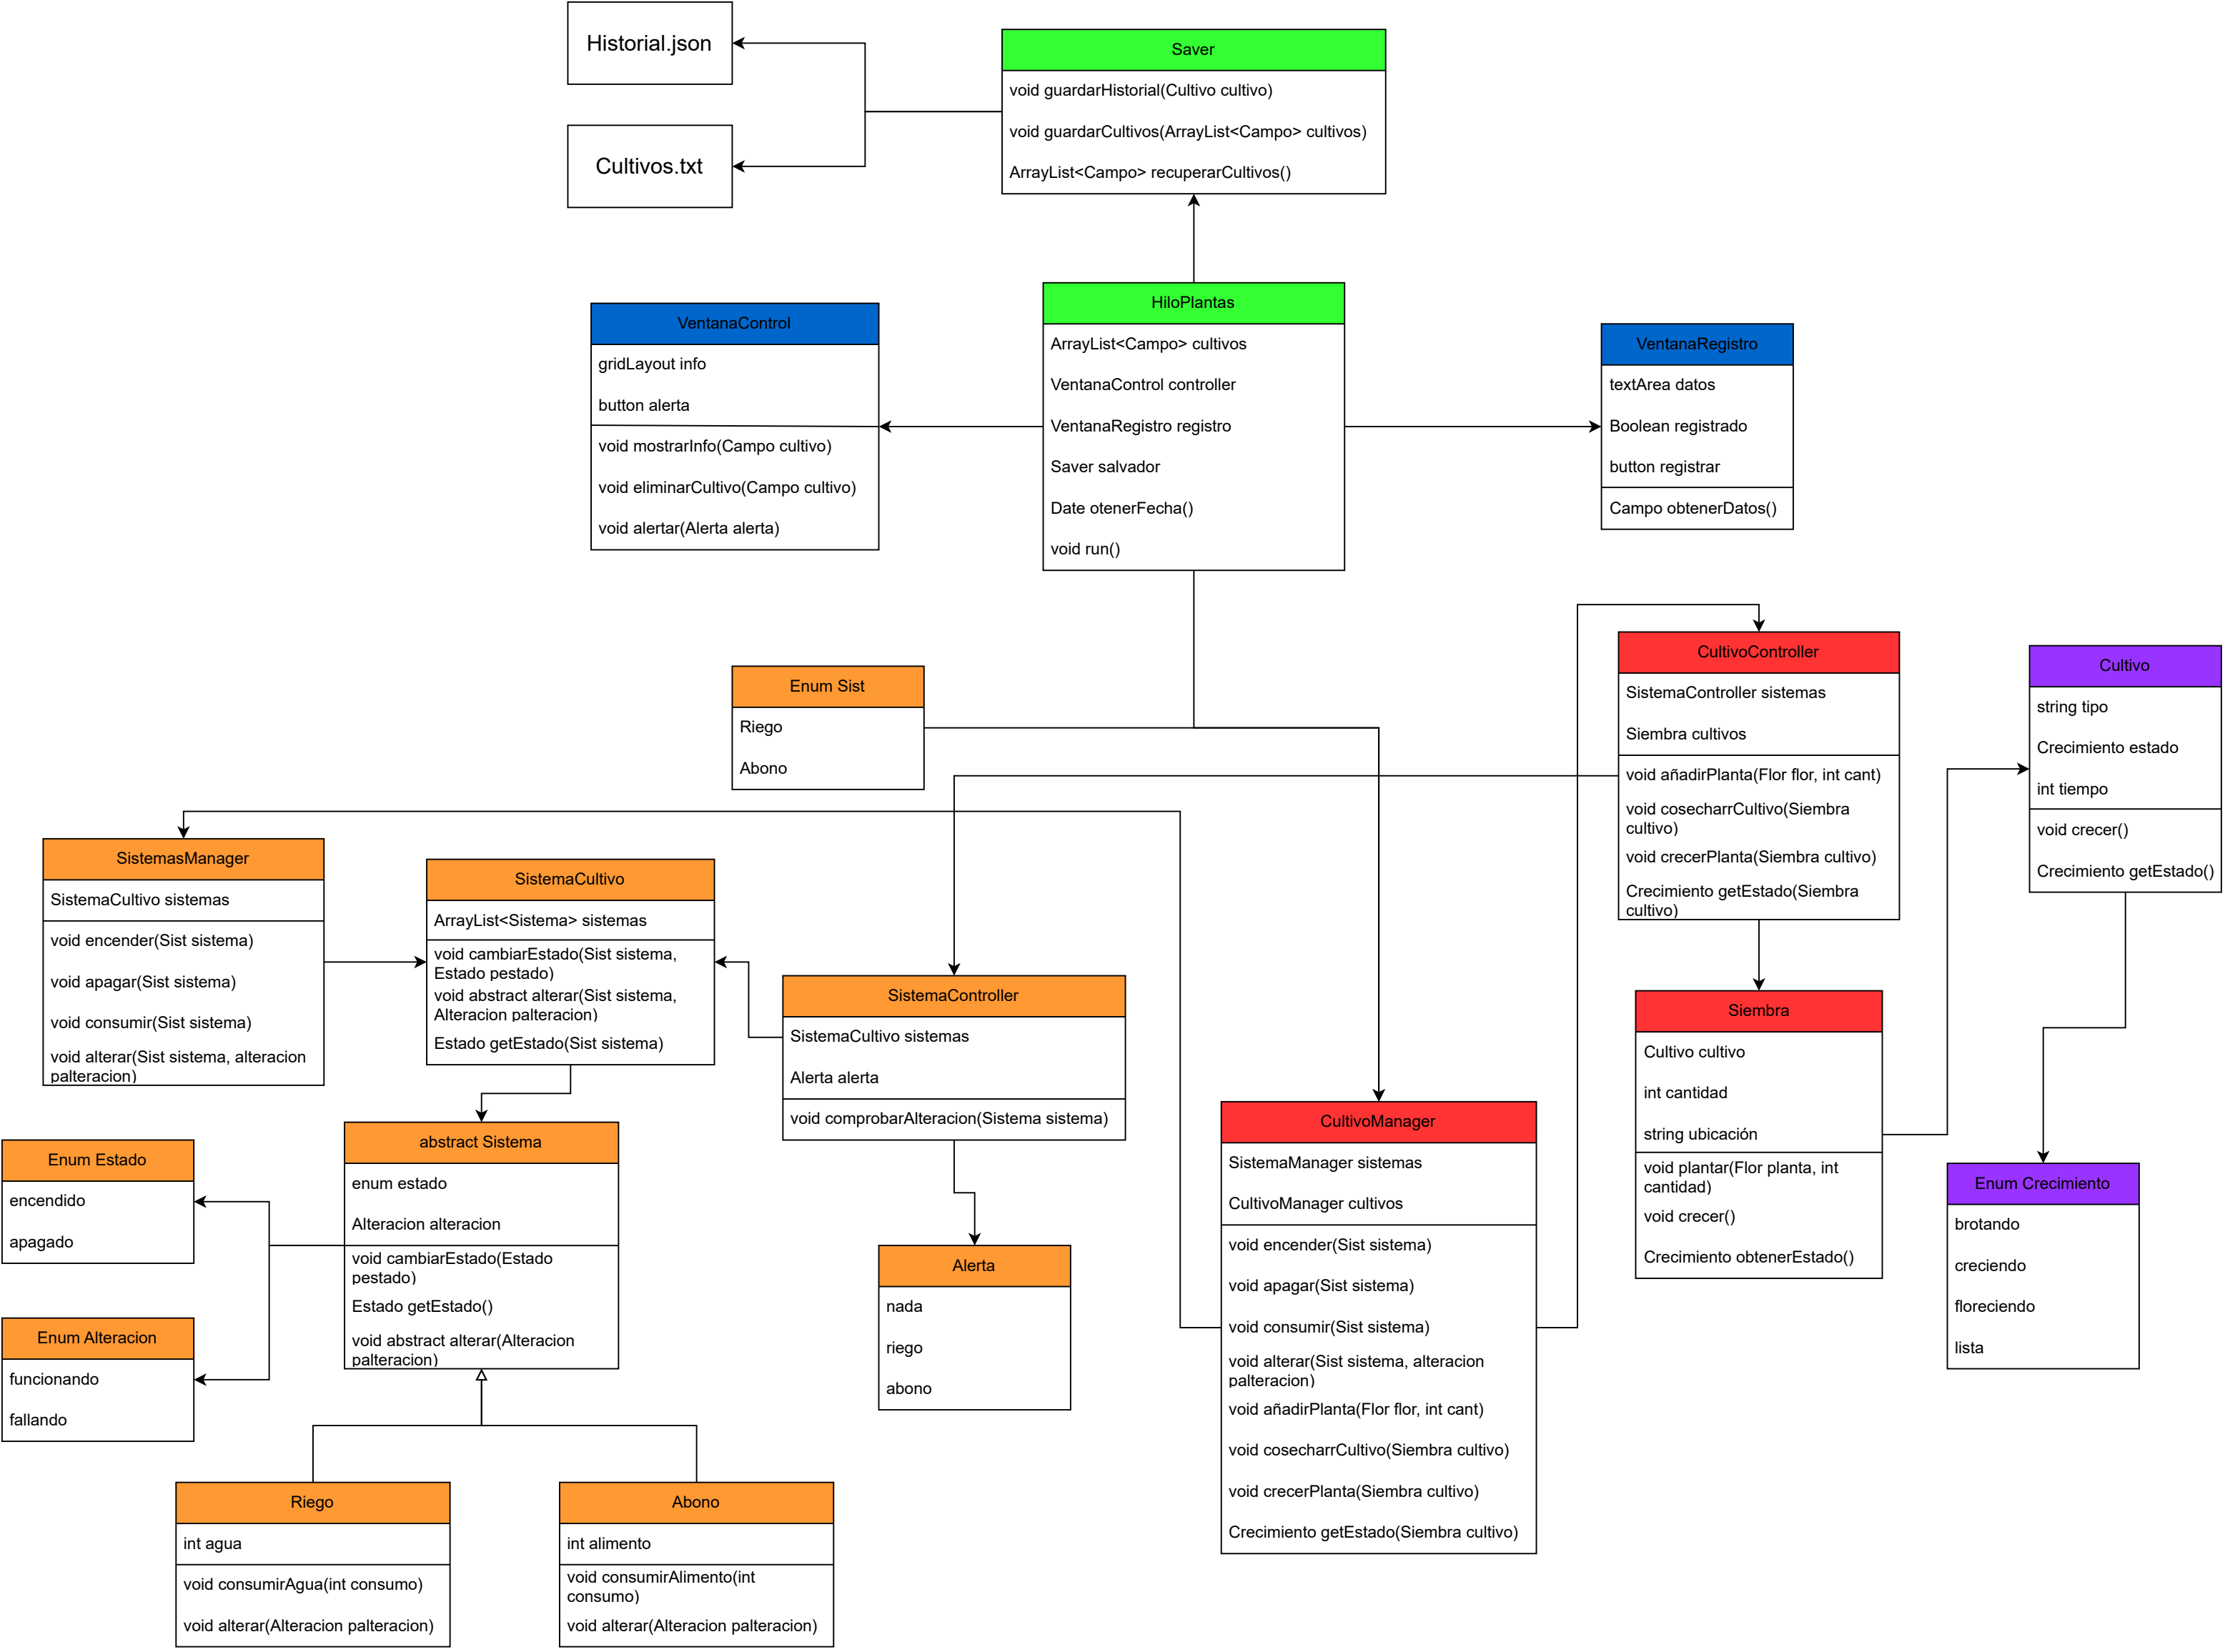 Historial.json
Cultivos.txt
Saver
void guardarHistorial(Cultivo cultivo)
void guardarCultivos(ArrayList<Campo> cultivos)
ArrayList<Campo> recuperarCultivos()
VentanaControl
gridLayout info
button alerta
void mostrarInfo(Campo cultivo)
void eliminarCultivo(Campo cultivo)
void alertar(Alerta alerta)
HiloPlantas
ArrayList<Campo> cultivos
VentanaControl controller
VentanaRegistro registro
Saver salvador
Date otenerFecha()
void run()
VentanaRegistro
textArea datos
Boolean registrado
button registrar
Campo obtenerDatos()
Enum Sist
Riego
Abono
CultivoController
SistemaController sistemas
Siembra cultivos
void añadirPlanta(Flor flor, int cant)
void cosecharrCultivo(Siembra
cultivo)
void crecerPlanta(Siembra cultivo)
Crecimiento getEstado(Siembra
cultivo)
Cultivo
string tipo
Crecimiento estado
int tiempo
void crecer()
Crecimiento getEstado()
SistemasManager
SistemaCultivo sistemas
void encender(Sist sistema)
void apagar(Sist sistema)
void consumir(Sist sistema)
void alterar(Sist sistema, alteracion
palteracion)
SistemaCultivo
ArrayList<Sistema> sistemas
void cambiarEstado(Sist sistema,
Estado pestado)
void abstract alterar(Sist sistema,
Alteracion palteracion)
Estado getEstado(Sist sistema)
SistemaController
SistemaCultivo sistemas
Alerta alerta
void comprobarAlteracion(Sistema sistema)
Siembra
Cultivo cultivo
int cantidad
string ubicación
void plantar(Flor planta, int
cantidad)
void crecer()
Crecimiento obtenerEstado()
Enum Estado
encendido
apagado
abstract Sistema
enum estado
Alteracion alteracion
void cambiarEstado(Estado
pestado)
Estado getEstado()
void abstract alterar(Alteracion
palteracion)
Alerta
nada
riego
abono
CultivoManager
SistemaManager sistemas
CultivoManager cultivos
void encender(Sist sistema)
void apagar(Sist sistema)
void consumir(Sist sistema)
void alterar(Sist sistema, alteracion
palteracion)
void añadirPlanta(Flor flor, int cant)
void cosecharrCultivo(Siembra cultivo)
void crecerPlanta(Siembra cultivo)
Crecimiento getEstado(Siembra cultivo)
Enum Crecimiento
brotando
creciendo
floreciendo
lista
Enum Alteracion
funcionando
fallando
Riego
int agua
void consumirAgua(int consumo)
void alterar(Alteracion palteracion)
Abono
int alimento
void consumirAlimento(int
consumo)
void alterar(Alteracion palteracion)